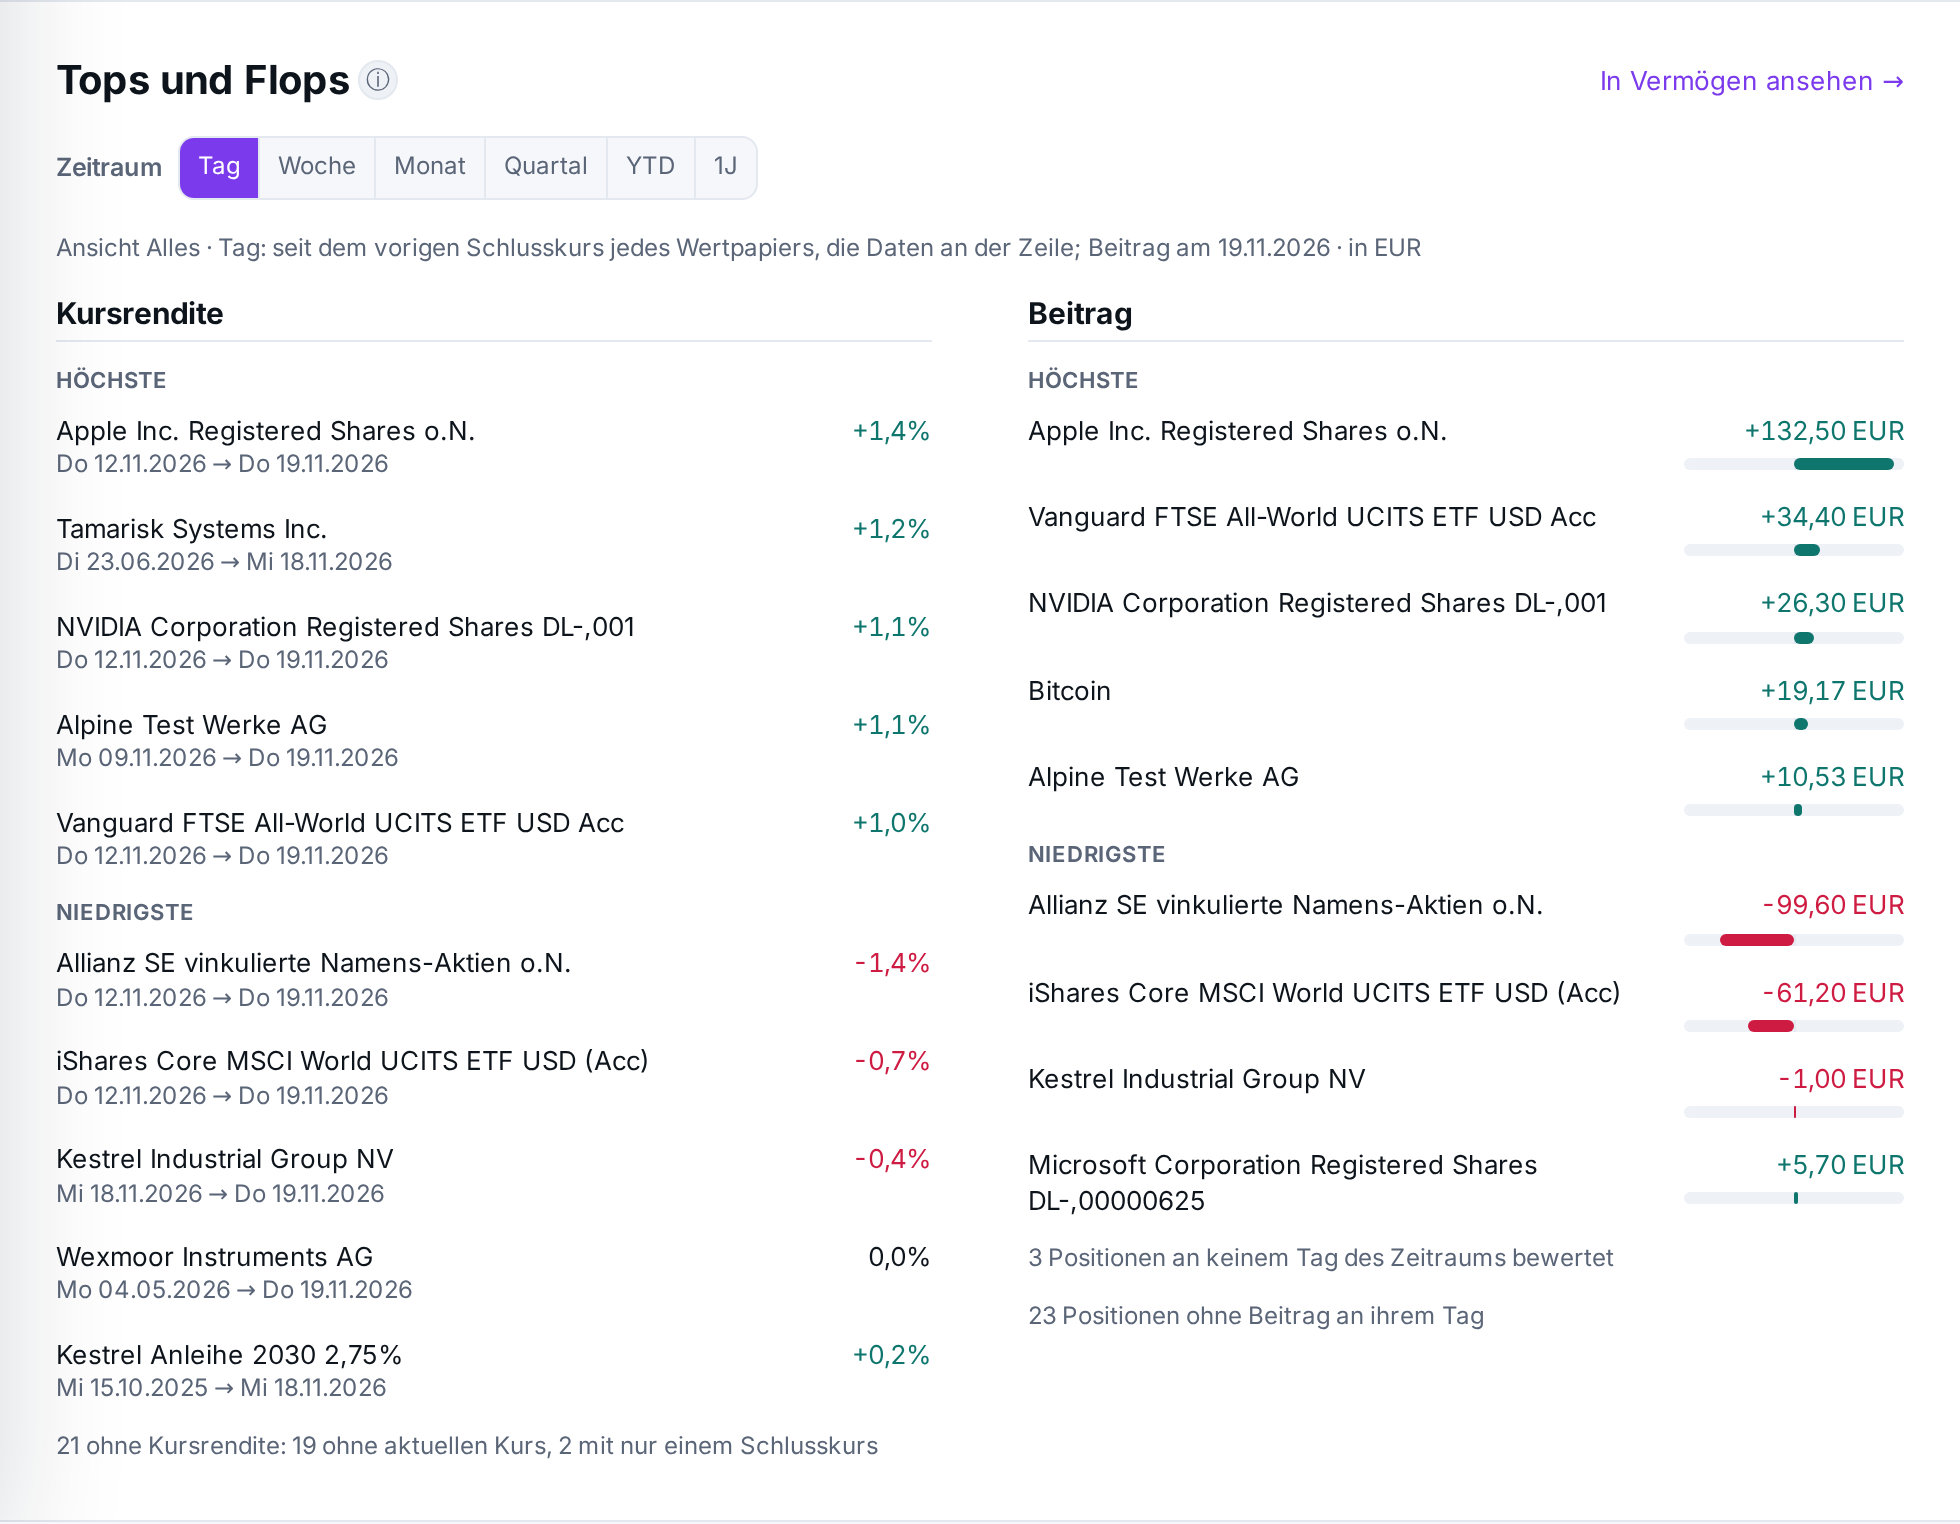 Tops und Flops ⓘ
In Vermögen ansehen →
Zeitraum Tag Woche Monat Quartal YTD 1J
Ansicht Alles · Tag: seit dem vorigen Schlusskurs jedes Wertpapiers, die Daten an der Zeile; Beitrag am 19.11.2026 · in EUR
Kursrendite
HÖCHSTE
Apple Inc. Registered Shares o.N. +1,4%
Do 12.11.2026 → Do 19.11.2026
Tamarisk Systems Inc. +1,2%
Di 23.06.2026 → Mi 18.11.2026
NVIDIA Corporation Registered Shares DL-,001 +1,1%
Do 12.11.2026 → Do 19.11.2026
Alpine Test Werke AG +1,1%
Mo 09.11.2026 → Do 19.11.2026
Vanguard FTSE All-World UCITS ETF USD Acc +1,0%
Do 12.11.2026 → Do 19.11.2026
NIEDRIGSTE
Allianz SE vinkulierte Namens-Aktien o.N. -1,4%
Do 12.11.2026 → Do 19.11.2026
iShares Core MSCI World UCITS ETF USD (Acc) -0,7%
Do 12.11.2026 → Do 19.11.2026
Kestrel Industrial Group NV -0,4%
Mi 18.11.2026 → Do 19.11.2026
Wexmoor Instruments AG 0,0%
Mo 04.05.2026 → Do 19.11.2026
Kestrel Anleihe 2030 2,75% +0,2%
Mi 15.10.2025 → Mi 18.11.2026
21 ohne Kursrendite: 19 ohne aktuellen Kurs, 2 mit nur einem Schlusskurs
Beitrag
HÖCHSTE
Apple Inc. Registered Shares o.N. +132,50 EUR
Vanguard FTSE All-World UCITS ETF USD Acc +34,40 EUR
NVIDIA Corporation Registered Shares DL-,001 +26,30 EUR
Bitcoin +19,17 EUR
Alpine Test Werke AG +10,53 EUR
NIEDRIGSTE
Allianz SE vinkulierte Namens-Aktien o.N. -99,60 EUR
iShares Core MSCI World UCITS ETF USD (Acc) -61,20 EUR
Kestrel Industrial Group NV -1,00 EUR
Microsoft Corporation Registered Shares +5,70 EUR
DL-,00000625
3 Positionen an keinem Tag des Zeitraums bewertet
23 Positionen ohne Beitrag an ihrem Tag